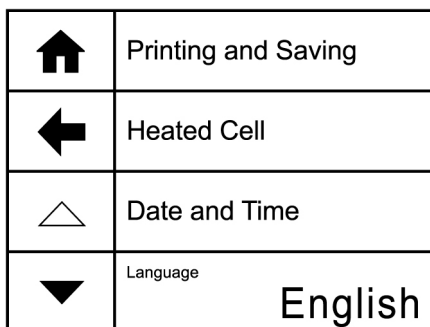 Printing and Saving
Heated Cell
Date and Time
Language
English